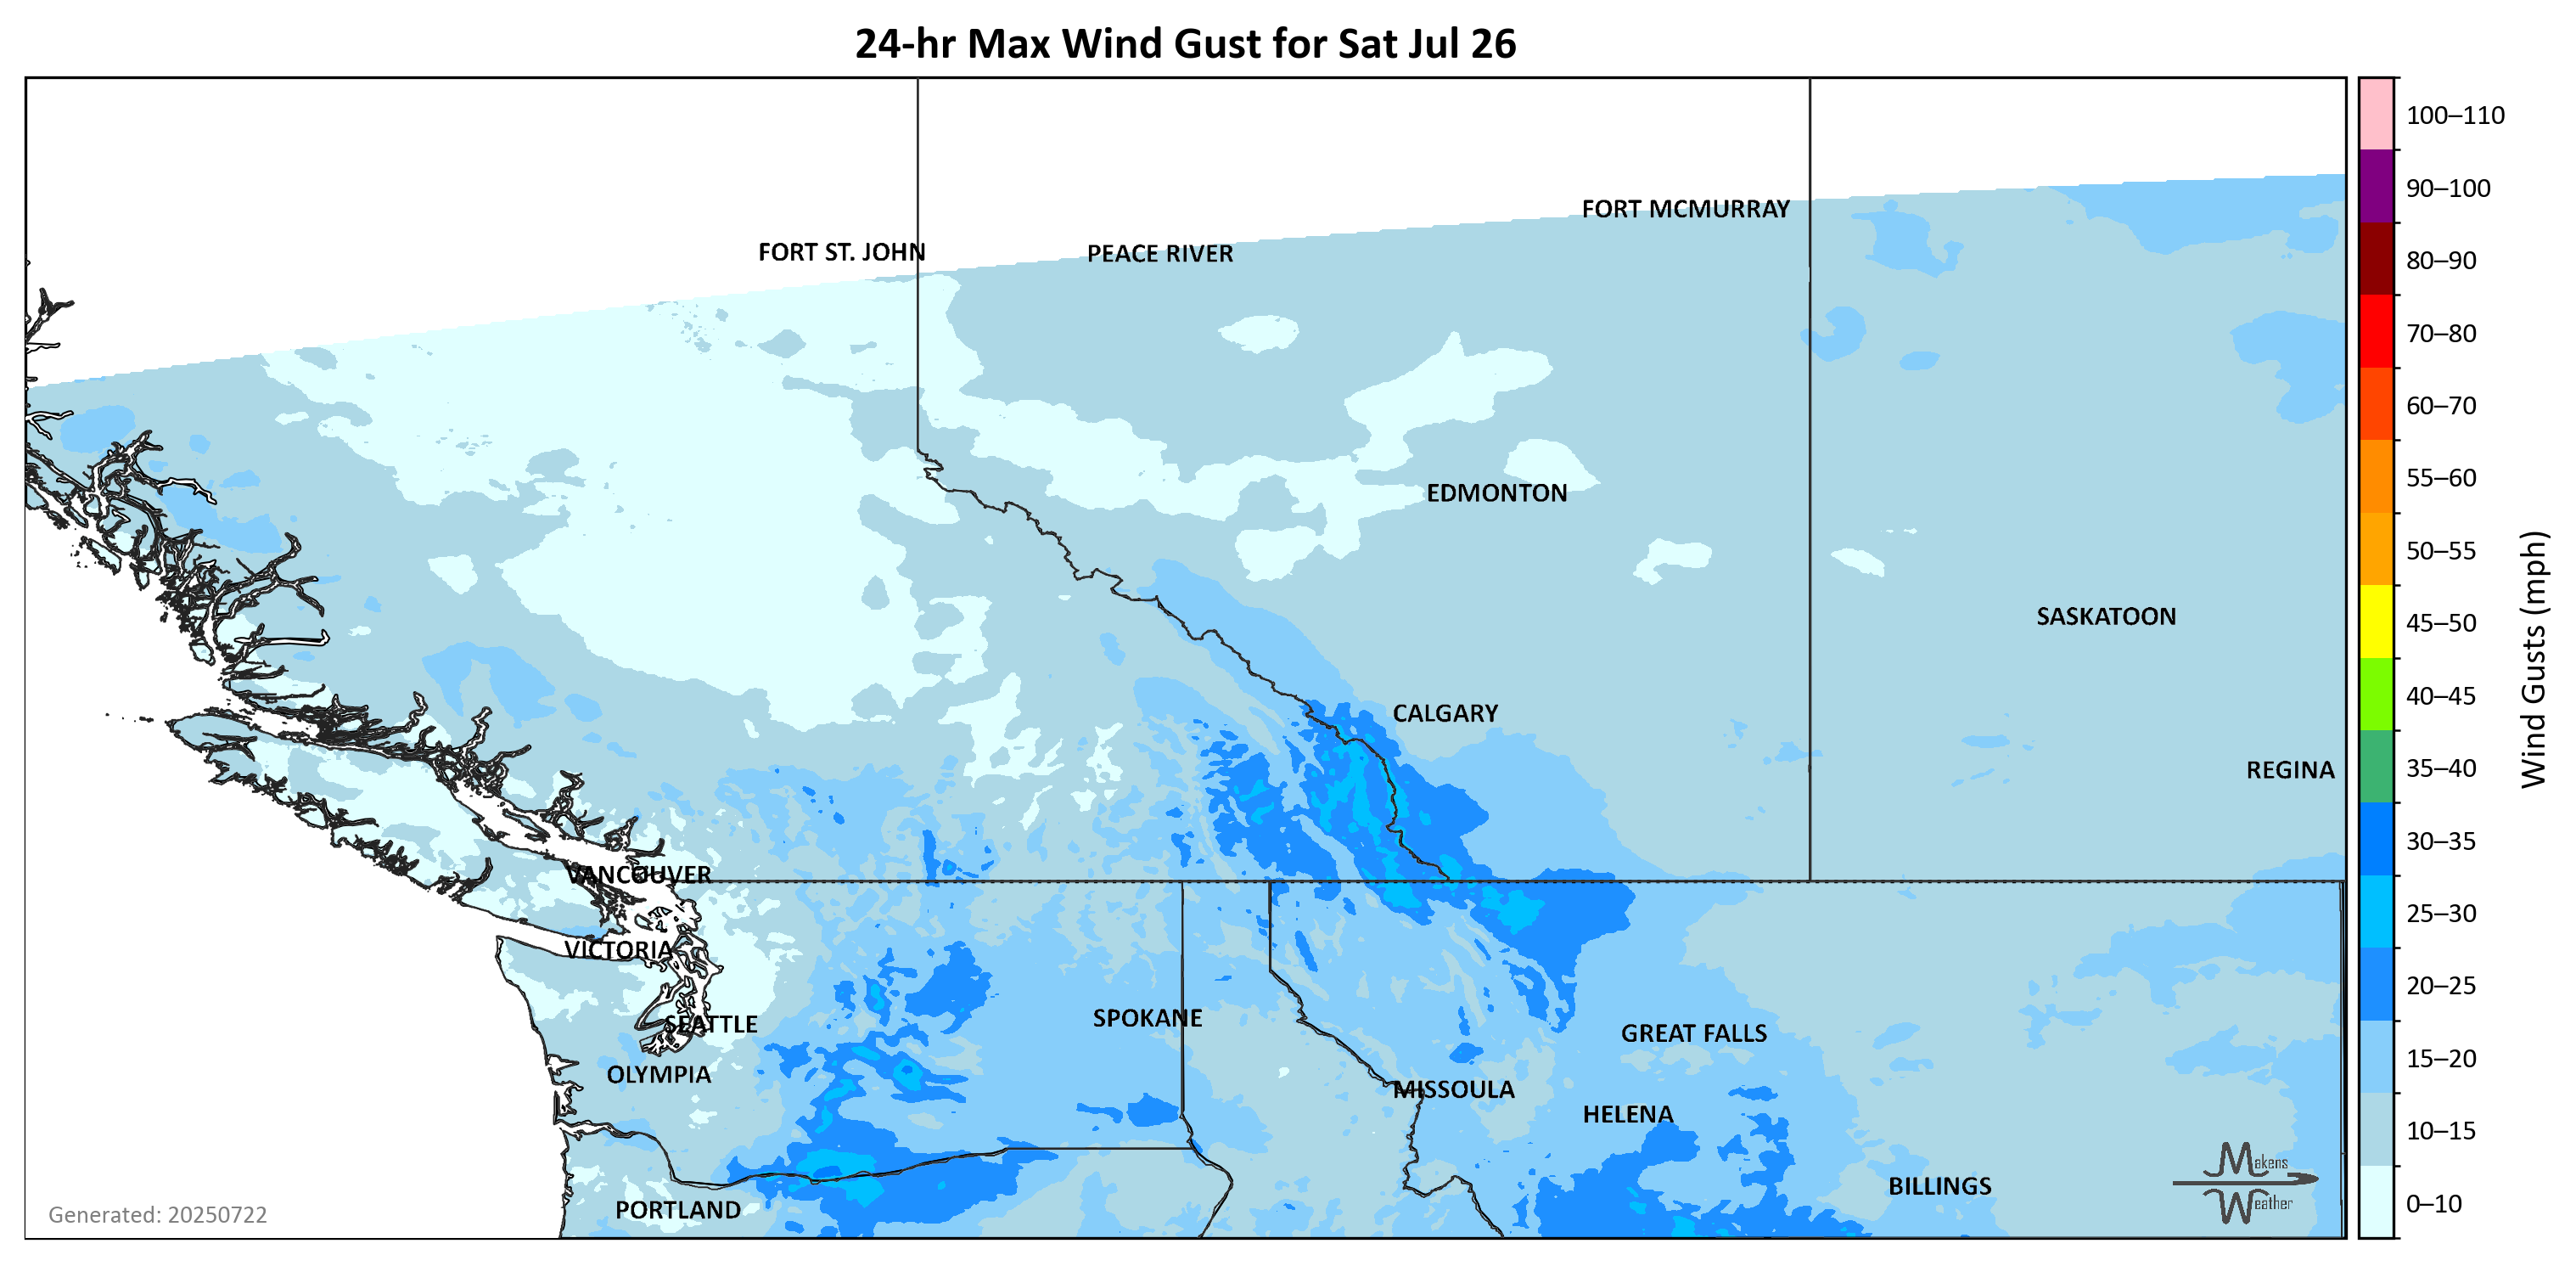 24-hr Max Wind Gust for Sat Jul 26
100–110
90–100
80–90
70–80
60–70
55–60
50–55
45–50
40–45
35–40
30–35
25–30
20–25
15–20
10–15
0–10
Wind Gusts (mph)
FORT MCMURRAY
FORT ST. JOHN
PEACE RIVER
EDMONTON
SASKATOON
CALGARY
REGINA
VANCOUVER
VICTORIA
SPOKANE
SEATTLE
GREAT FALLS
OLYMPIA
MISSOULA
HELENA
BILLINGS
PORTLAND
Makens
Weather
Generated: 20250722